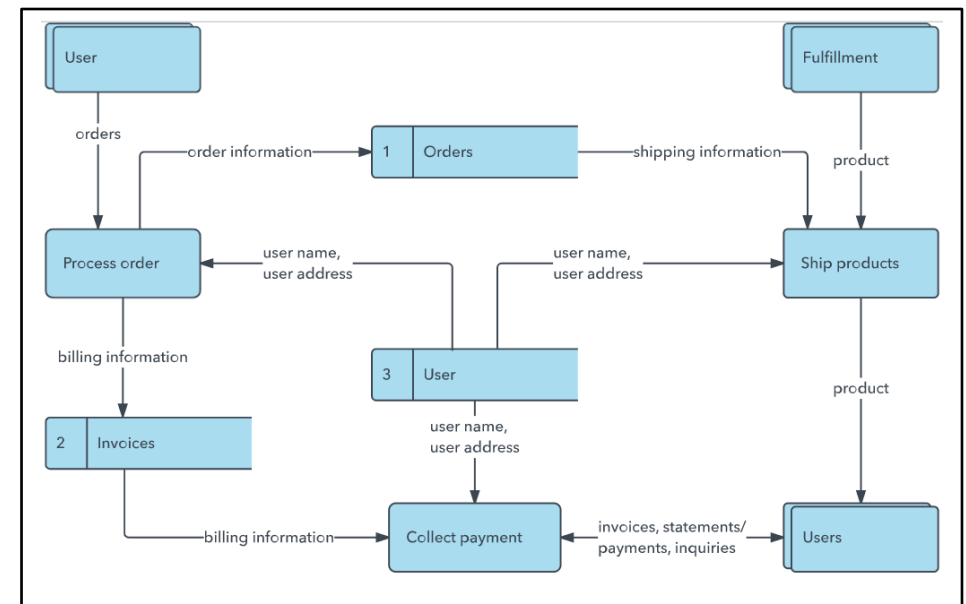 User
Fulfillment
orders
order information
1
Orders
shipping information
product
Process order
user name,
user address
user name,
user address
Ship products
billing information
3
User
product
2
Invoices
user name,
user address
billing information
Collect payment
invoices, statements/
payments, inquiries
Users